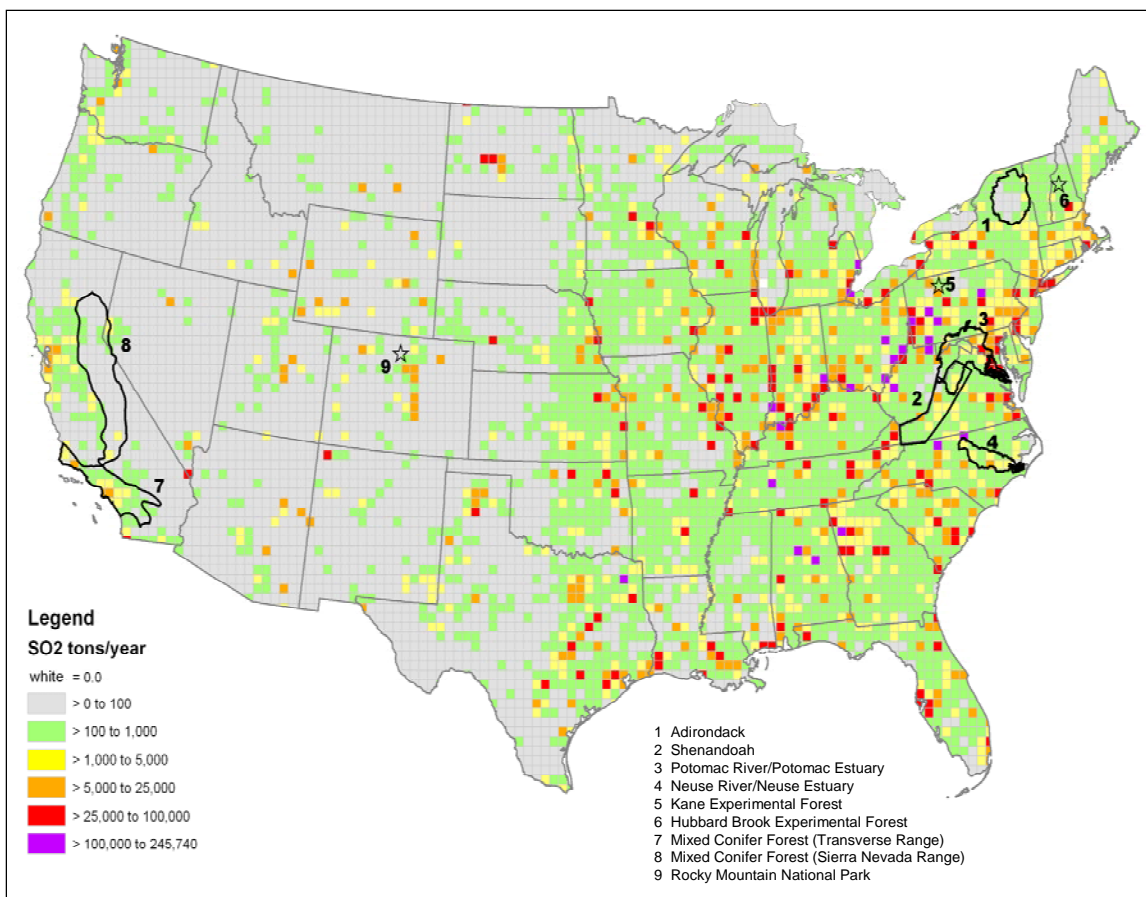 6
1
5
3
8
9
2
4
7
Legend
SO2 tons/year
white = 0.0
> 0 to 100
> 100 to 1,000
> 1,000 to 5,000
> 5,000 to 25,000
> 25,000 to 100,000
> 100,000 to 245,740
1 Adirondack
2 Shenandoah
3 Potomac River/Potomac Estuary
4 Neuse River/Neuse Estuary
5 Kane Experimental Forest
6 Hubbard Brook Experimental Forest
7 Mixed Conifer Forest (Transverse Range)
8 Mixed Conifer Forest (Sierra Nevada Range)
9 Rocky Mountain National Park